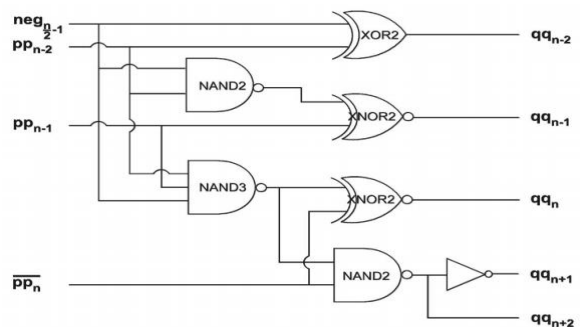 neg n/2-1
XOR2
qq n-2
pp n-2
NAND2
pp n-1
XNOR2
qq n-1
NAND3
XNOR2
qq n
pp n
NAND2
qq n+1
qq n+2